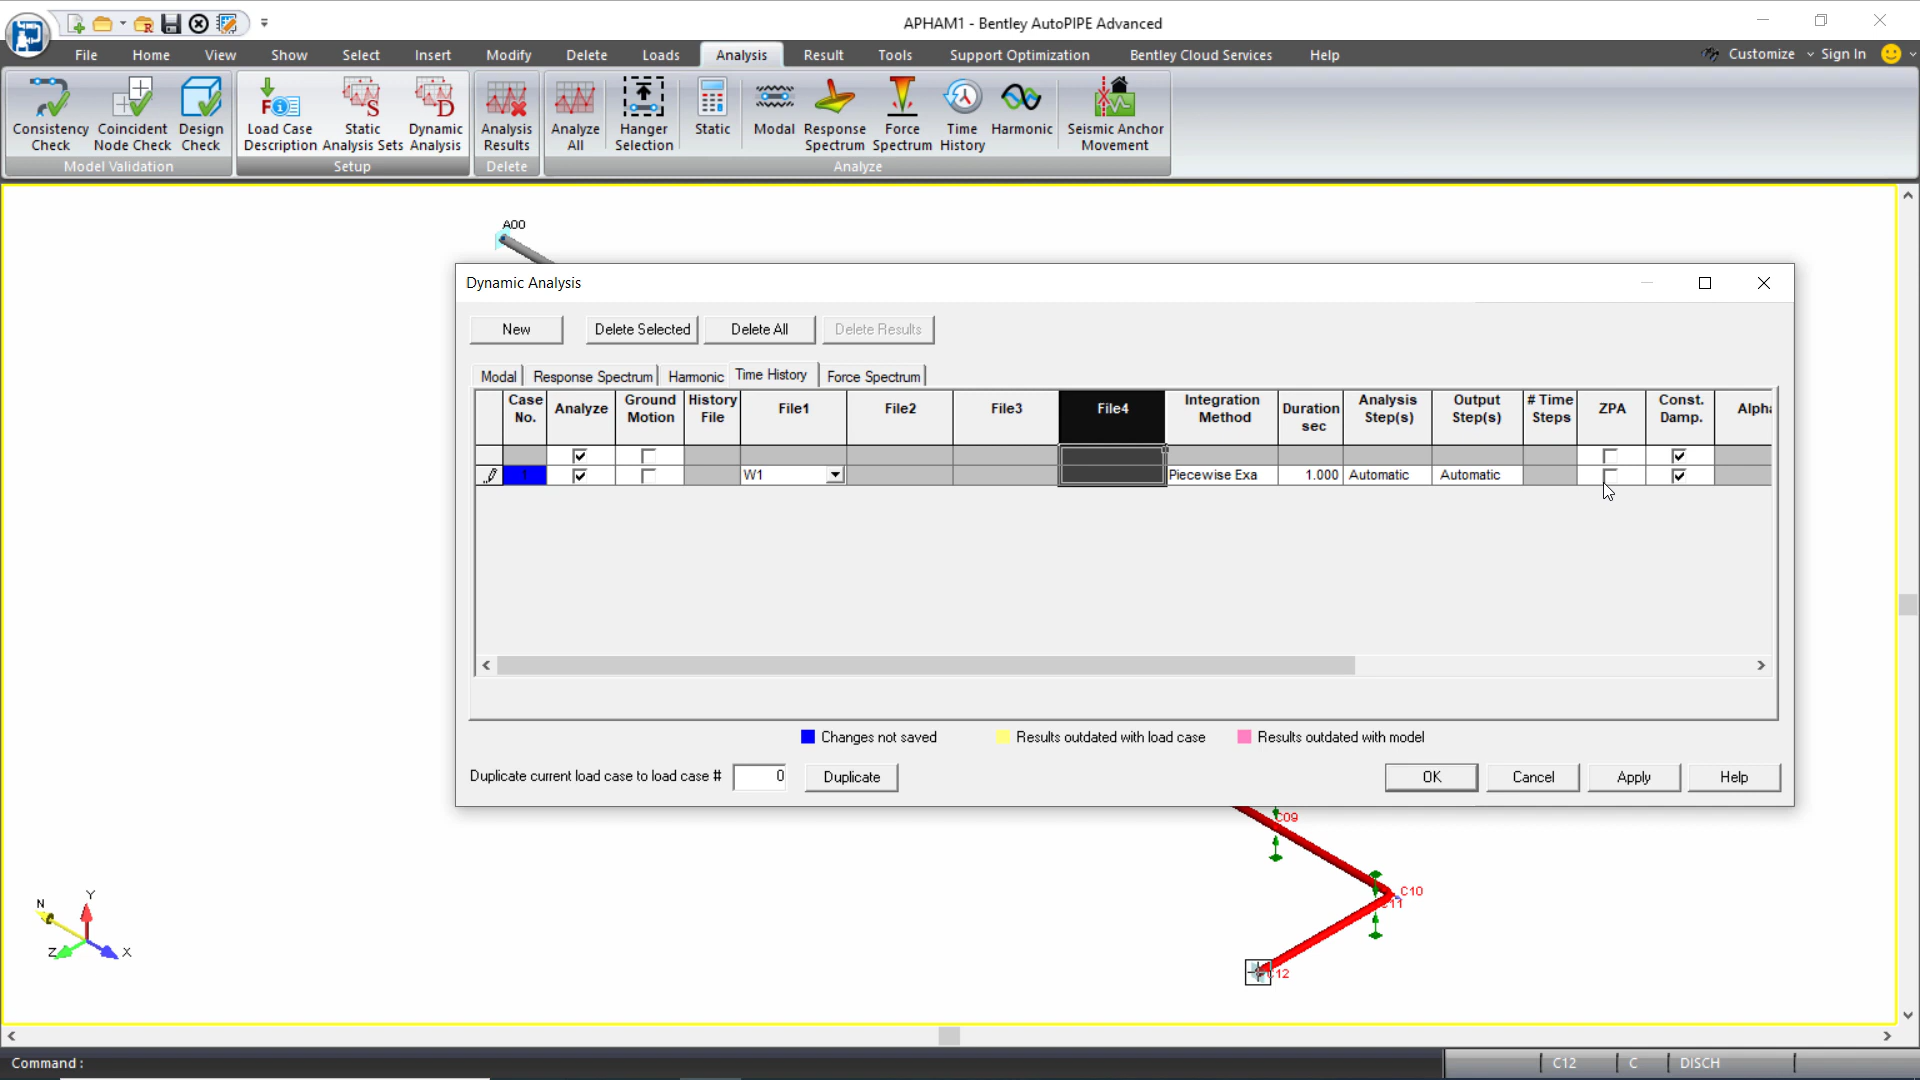 APHAM1 - Bentley AutoPIPE Advanced
File Home View Show Select Insert Modify Delete Loads Analysis Result Tools Support Optimization Bentley Cloud Services Help Customize Sign In
Consistency Check
Coincident Node Check
Design Check
Load Case Description
Static Analysis Sets
Dynamic Analysis
Analysis Results
Analyze All
Hanger Selection
Static
Modal
Response Spectrum
Force Spectrum
Time History
Harmonic
Seismic Anchor Movement
Model Validation Setup Delete Analyze
A00
Dynamic Analysis
New Delete Selected Delete All Delete Results
Modal Response Spectrum Harmonic Time History Force Spectrum
Case No. Analyze Ground Motion History File File1 File2 File3 File4 Integration Method Duration sec Analysis Step(s) Output Step(s) # Time Steps ZPA Const. Damp. Alpha
W1 Piecewise Exa 1.000 Automatic Automatic
Changes not saved Results outdated with load case Results outdated with model
Duplicate current load case to load case # 0 Duplicate OK Cancel Apply Help
C09
C10
C11
C12
N Y Z X
Command :
C12 C DISCH